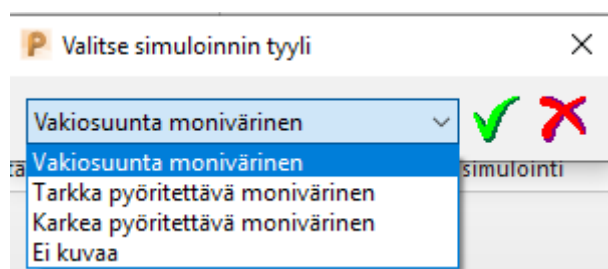 Valitse simuloinnin tyyli
Vakiosuunta monivärinen
Vakiosuunta monivärinen
simulointi
Tarkka pyöritettävä monivärinen
Karkea pyöritettävä monivärinen
Ei kuvaa